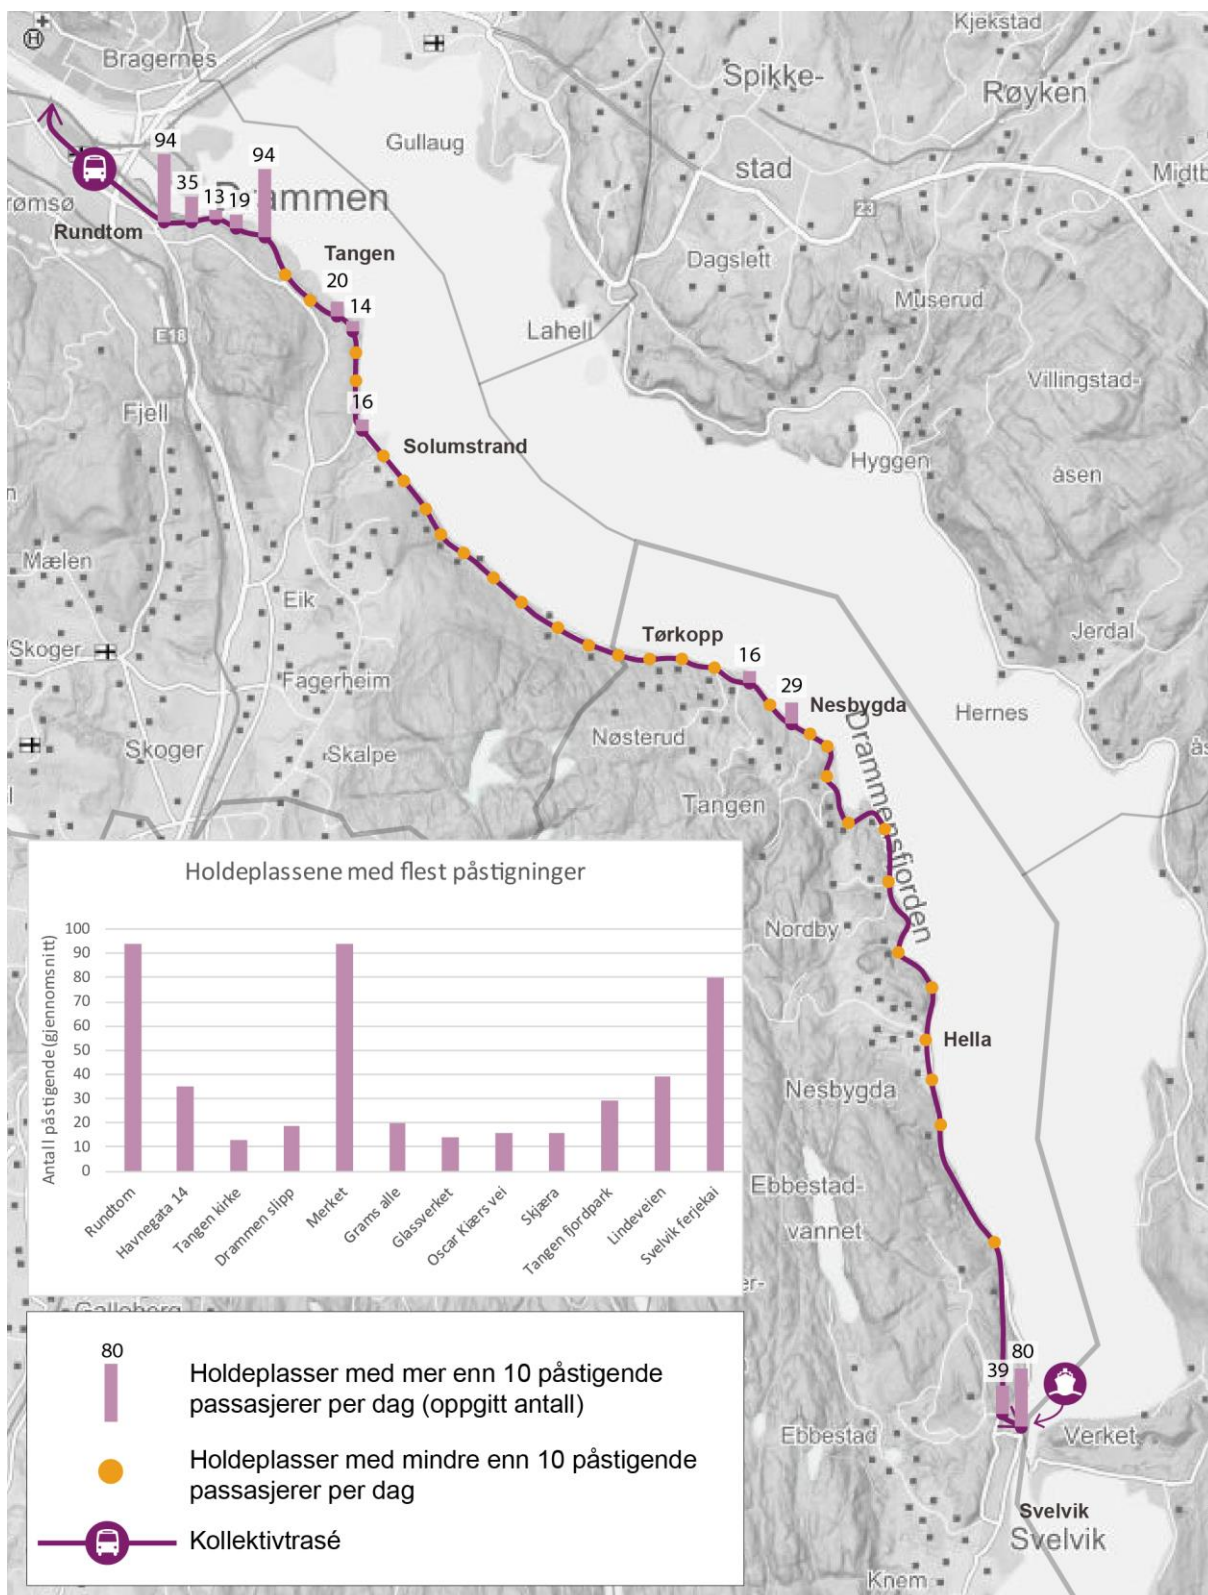 H
Bragernes
Kjekstad
Spikke-
Røyken
Gullaug
stad
Midtb
94
94
35
13
19
Drammen
rømsø
Rundtom
23
Tangen
Dagslett
20
14
Muserud
Lahell
E18
Villingstad-
Fjell
16
Solumstrand
Hyggen
åsen
n
Mælen
Eik
Tørkopp
Jerdal
Skoger
16
Fagerheim
29
Nesbygda
Hernes
Nøsterud
Skoger
Skalpe
ås
Drammensfjorden
Tangen
al
Holdeplassene med flest påstigninger
Antall påstigende(gjennomsnitt)
100
90
80
70
60
50
40
30
20
10
0
Rundtom
Havnegata 14
Tangen kirke
Drammen slipp
Merket
Grams alle
Glassverket
Oscar Kiærs vei
Skjæra
Tangen fjordpark
Lindeveien
Svelvik ferjekai
Nordby
Hella
Nesbygda
Ebbestad-
vannet
er-
Galleberg
80
39
80
Holdeplasser med mer enn 10 påstigende
passasjerer per dag (oppgitt antall)
Holdeplasser med mindre enn 10 påstigende
passasjerer per dag
Kollektivtrasé
Ebbestad
Verket
Svelvik
Svelvik
Knem